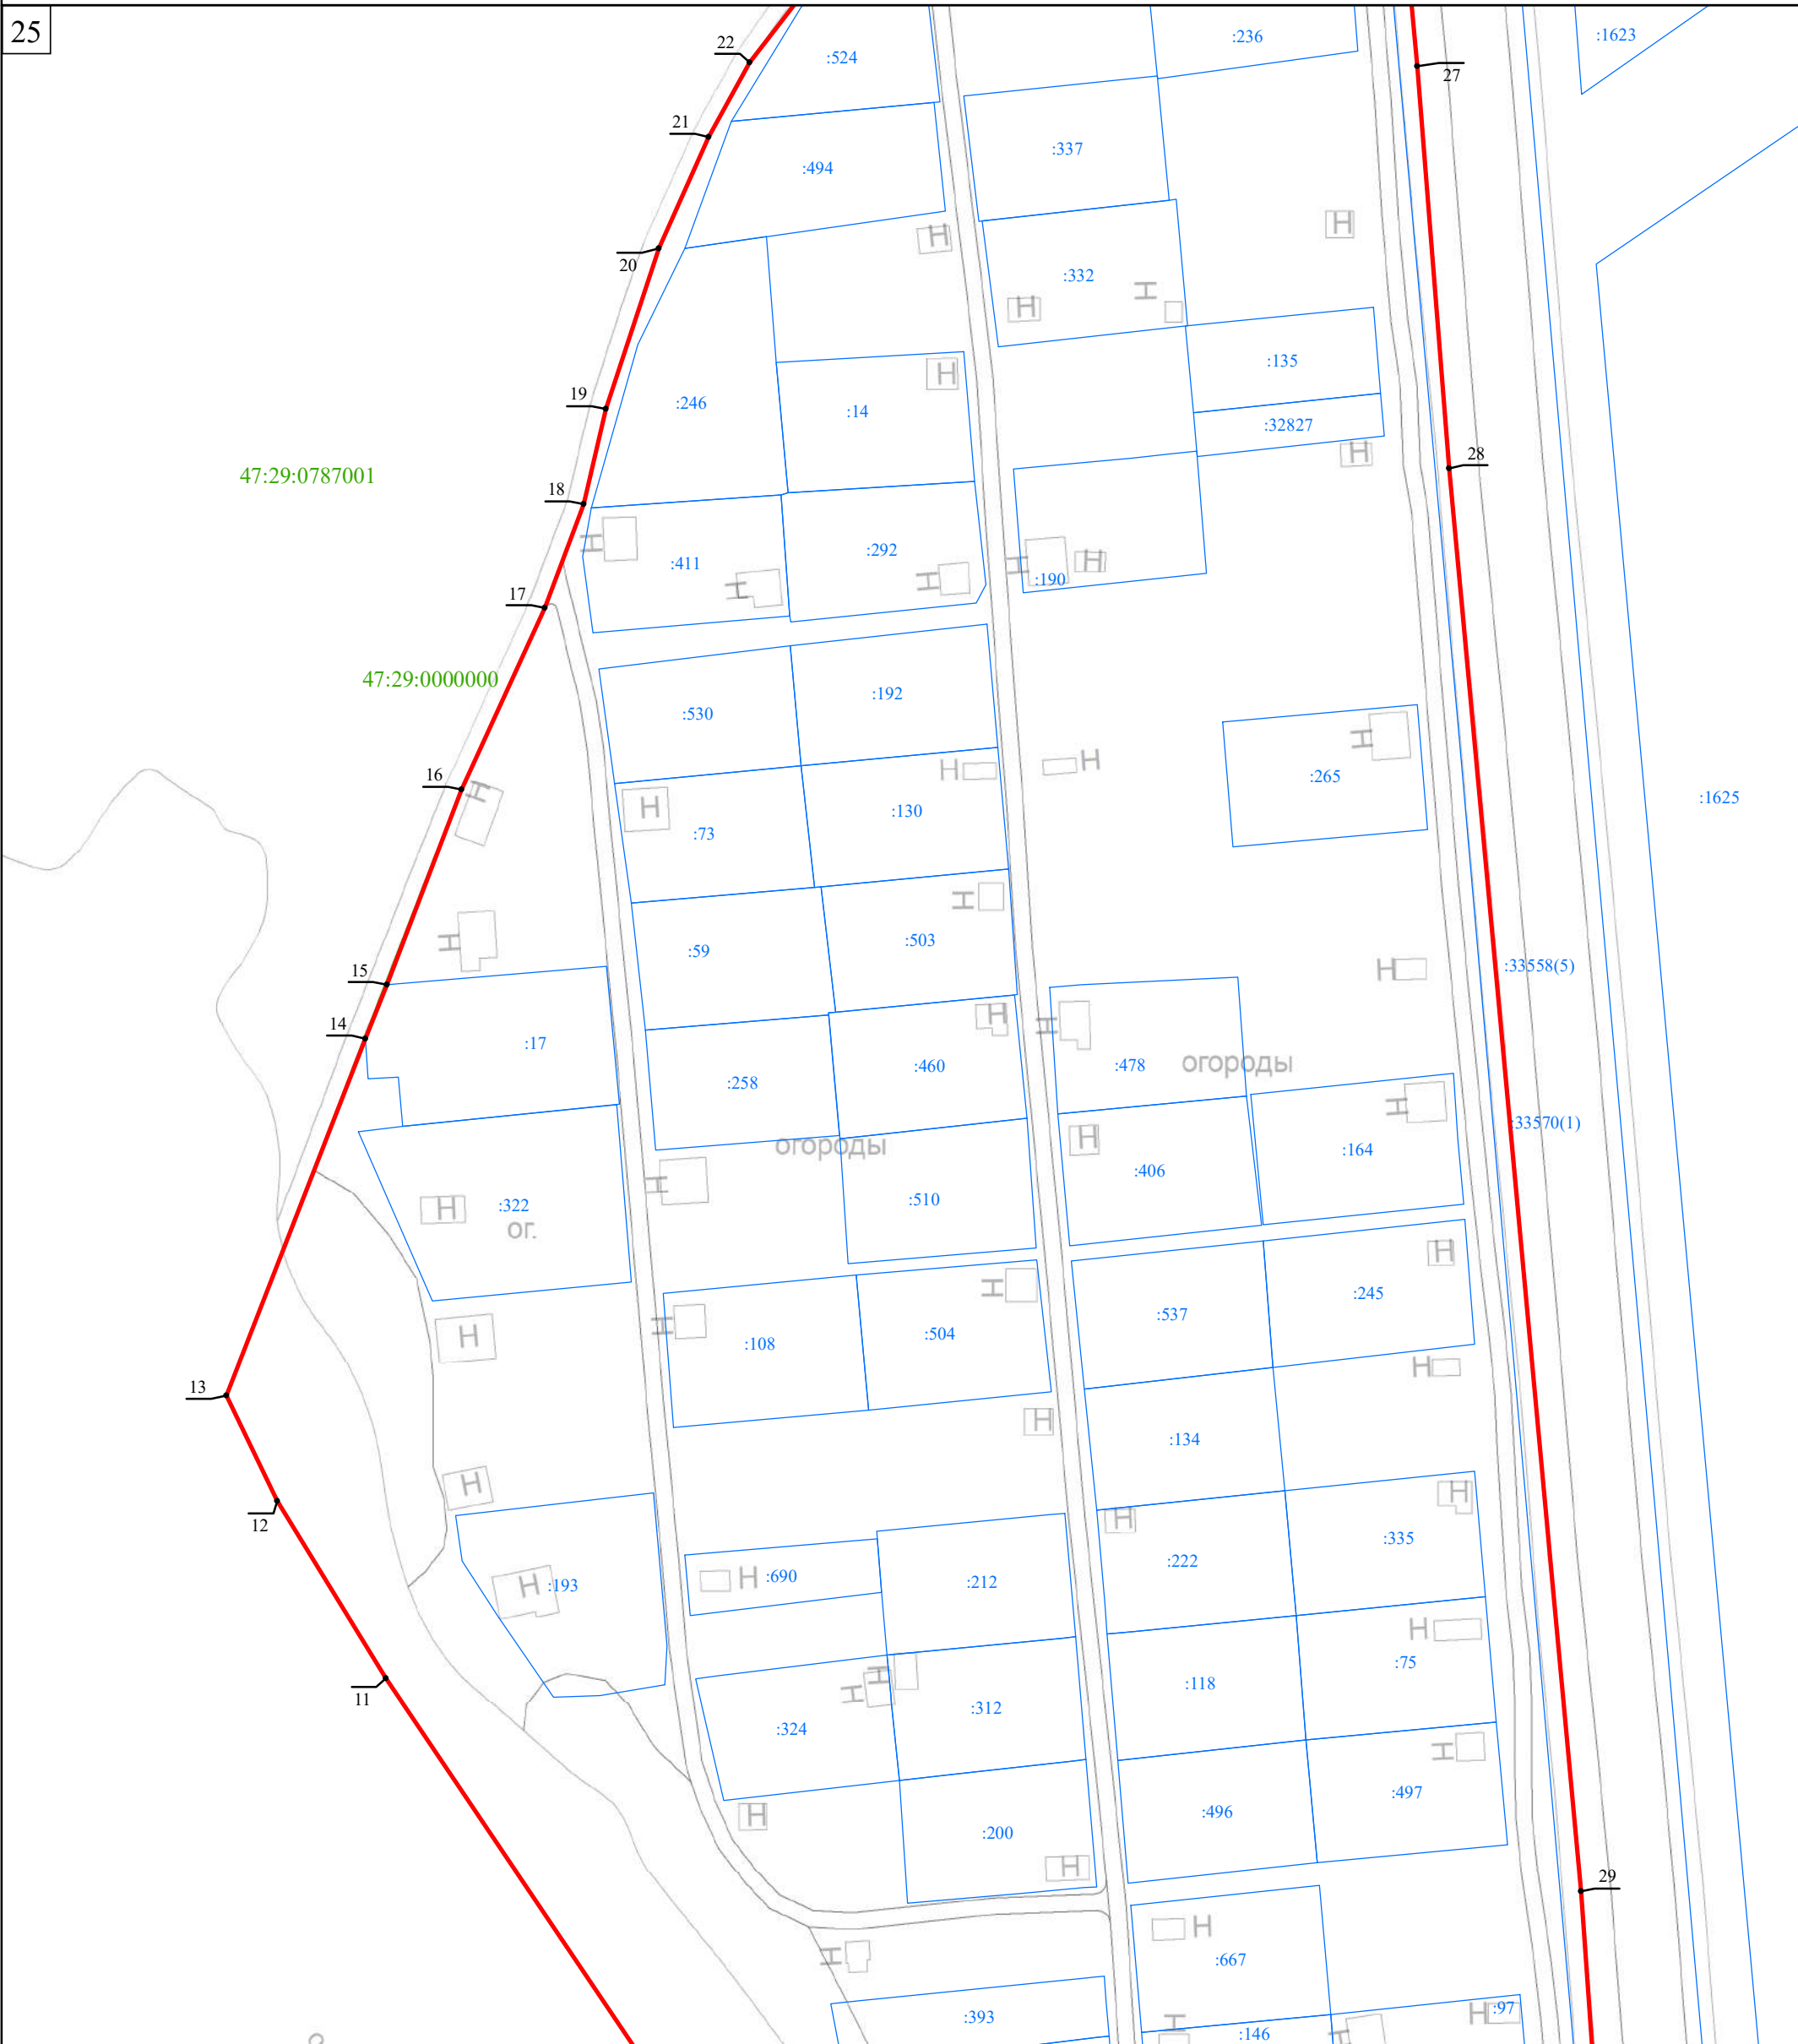 25
22
:524
:236
:1623
27
21
:494
:337
Н
Н
20
:332
Н
Н
:135
19
:246
:14
Н
:32827
Н
28
47:29:0787001
18
Н
:411
Н
:292
Н
Н
Н
:190
17
47:29:0000000
:530
:192
Н
:265
16
Н
Н
:73
Н
:130
Н
:1625
Н
:59
:503
Н
Н
:33558(5)
15
14
:17
:258
Н
:460
Н
:478
огороды
Н
:33570(1)
огороды
Н
:406
:164
Н
:322
ог.
Н
:510
Н
:245
Н
Н
:108
:504
:537
Н
13
Н
:134
Н
12
Н
Н
:193
Н
:690
:212
Н
:222
:335
Н
11
Н
Н
:324
:312
:118
Н
:75
Н
:200
Н
:496
:497
Н
29
Н
Н
:667
:393
Н
:146
Н
Н
:97